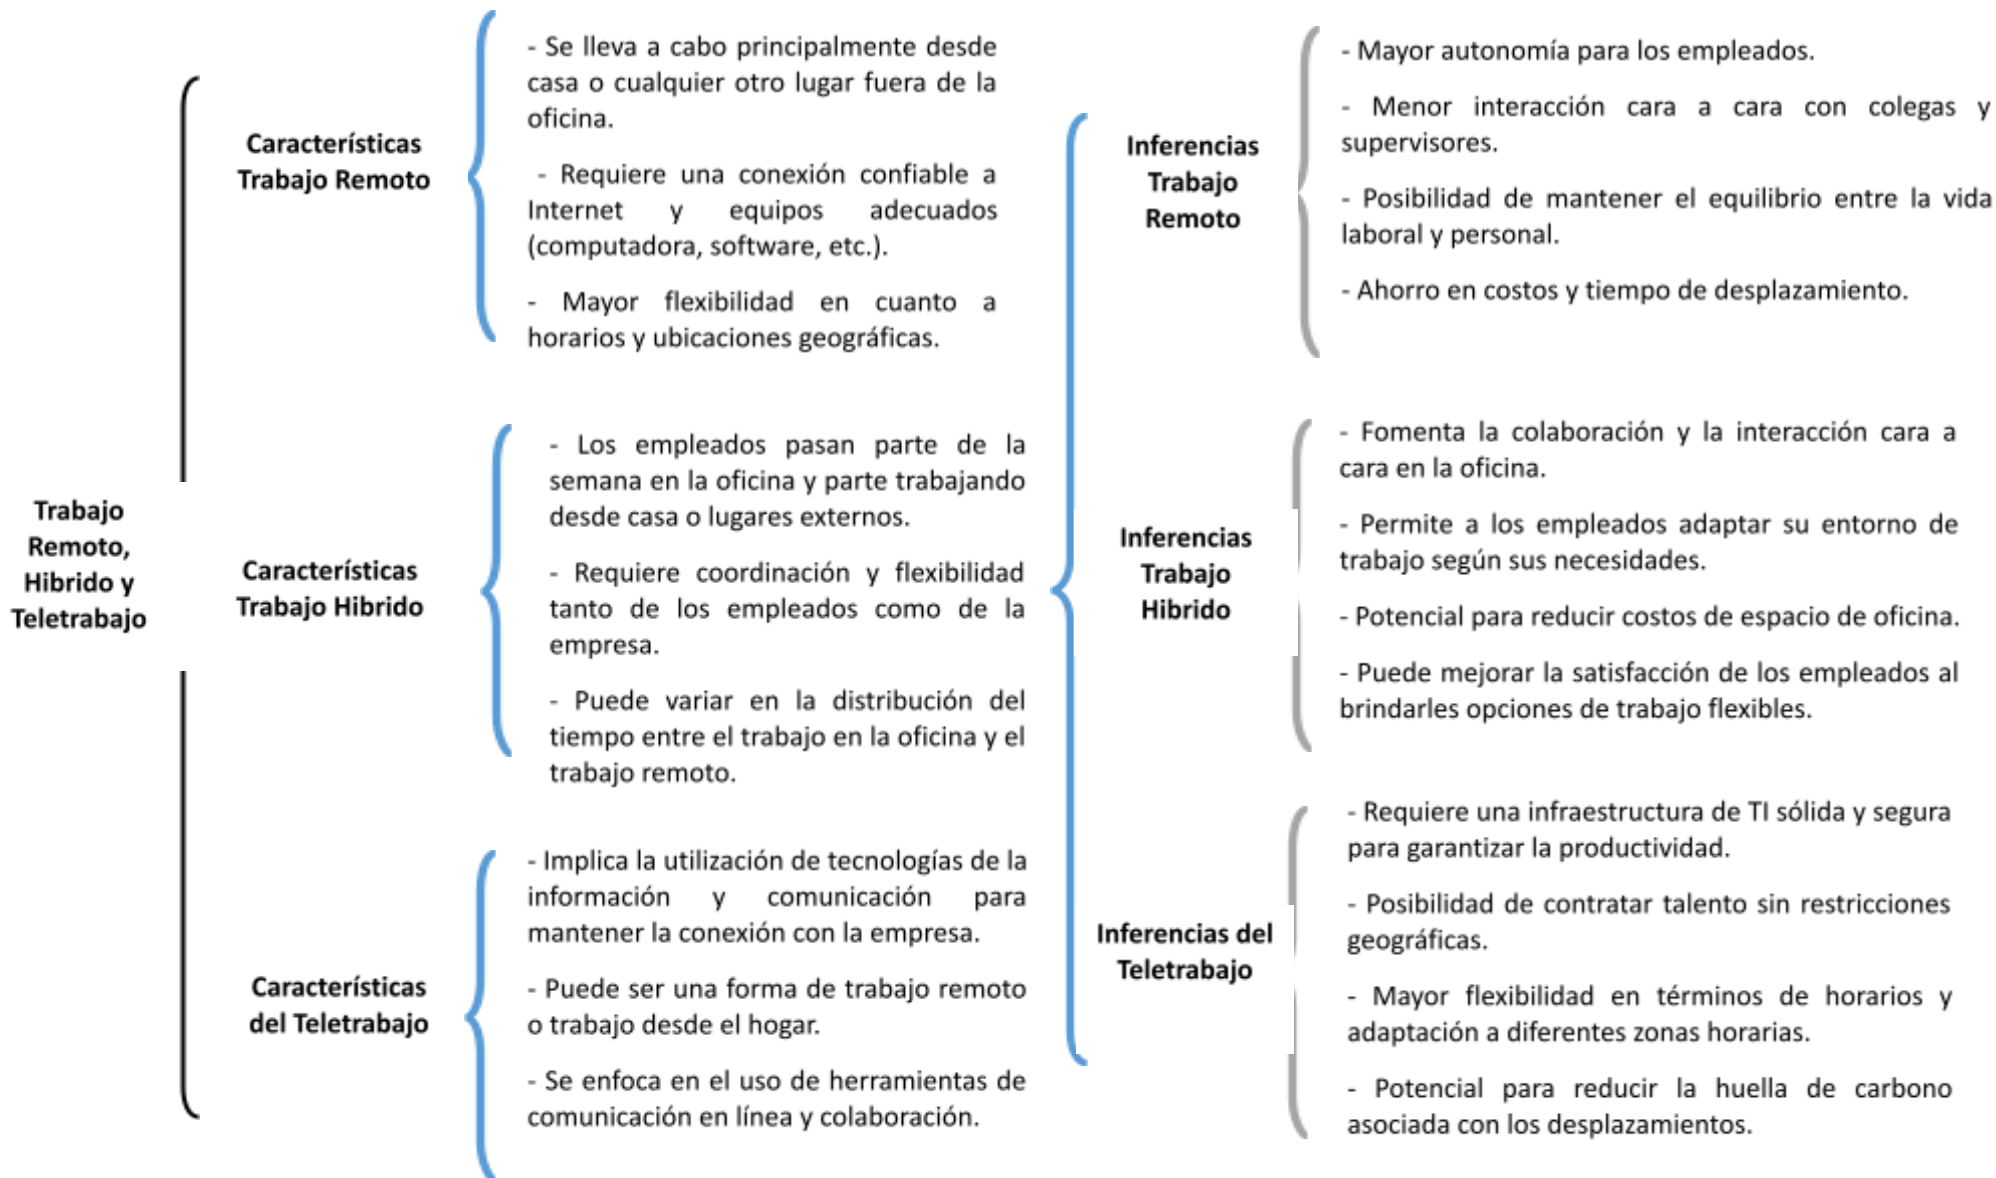 Trabajo
Remoto,
Hibrido y
Teletrabajo
Característícas
Trabajo Remoto
- Se lleva a cabo principalmente desde
casa o cualquier otro lugar fuera de la
oficina.
- Requiere una conexión confiable a
Internet y equipos adecuados
(computadora, software, etc.).
- Mayor flexibilidad en cuanto a
horarios y ubicaciones geográficas.
Característícas
Trabajo Hibrido
- Los empleados pasan parte de la
semana en la oficina y parte trabajando
desde casa o lugares externos.
- Requiere coordinación y flexibilidad
tanto de los empleados como de la
empresa.
- Puede variar en la distribución del
tiempo entre el trabajo en la oficina y el
trabajo remoto.
Característícas
del Teletrabajo
- Implica la utilización de tecnologías de la
información y comunicación para
mantener la conexión con la empresa.
- Puede ser una forma de trabajo remoto
o trabajo desde el hogar.
- Se enfoca en el uso de herramientas de
comunicación en línea y colaboración.
Inferencias
Trabajo
Remoto
- Mayor autonomía para los empleados.
- Menor interacción cara a cara con colegas y
supervisores.
- Posibilidad de mantener el equilibrio entre la vida
laboral y personal.
- Ahorro en costos y tiempo de desplazamiento.
Inferencias
Trabajo
Hibrido
- Fomenta la colaboración y la interacción cara a
cara en la oficina.
- Permite a los empleados adaptar su entorno de
trabajo según sus necesidades.
- Potencial para reducir costos de espacio de oficina.
- Puede mejorar la satisfacción de los empleados al
brindarles opciones de trabajo flexibles.
Inferencias del
Teletrabajo
- Requiere una infraestructura de TI sólida y segura
para garantizar la productividad.
- Posibilidad de contratar talento sin restricciones
geográficas.
- Mayor flexibilidad en términos de horarios y
adaptación a diferentes zonas horarias.
- Potencial para reducir la huella de carbono
asociada con los desplazamientos.